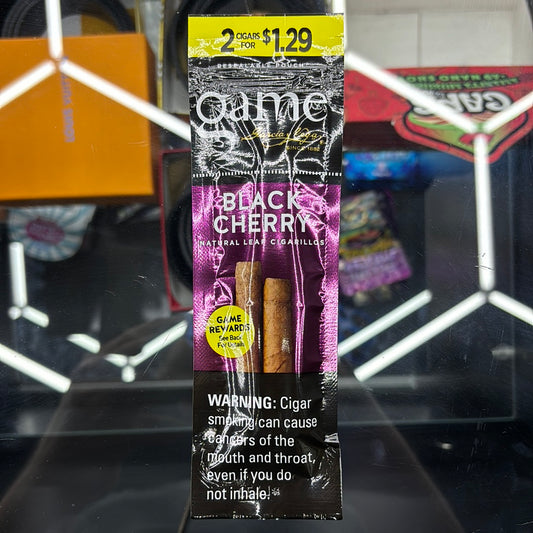 2 CIGARS FOR $1.29
RESEALABLE POUCH
game
Garcia y Vega
SINCE 1882
BLACK
CHERRY
NATURAL LEAF CIGARILLOS
GAME
REWARDS
See Back
For Details
WARNING: Cigar
smoking can cause
cancers of the
mouth and throat,
even if you do
not inhale.